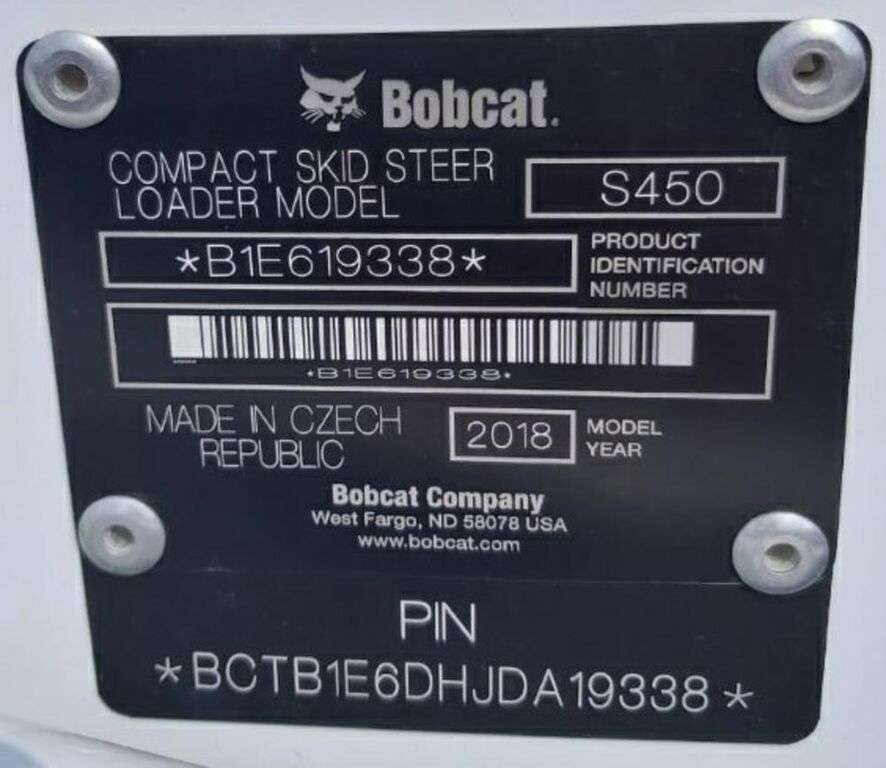 Bobcat.
COMPACT SKID STEER
LOADER MODEL
S450
*B1E619338*
PRODUCT
IDENTIFICATION
NUMBER
*B1E619338*
MADE IN CZECH
REPUBLIC
2018
MODEL
YEAR
Bobcat Company
West Fargo, ND 58078 USA
www.bobcat.com
PIN
*BCTB1E6DHJDA19338*